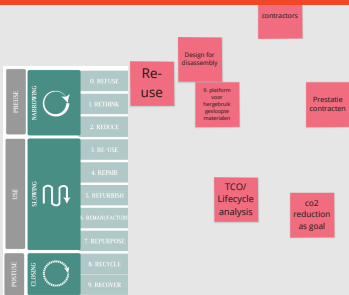 contractors
Design for
disassembly
Re-
use
9. platform
voor
hergebruik
gesloopte
materialen
Prestatie
contracten
TCO/
Lifecycle
analysis
co2
reduction
as goal
PREUSE
NARROWING
0. REFUSE
1. RETHINK
2. REDUCE
USE
SLOWING
3. RE-USE
4. REPAIR
5. REFURBISH
6. REMANUFACTURE
7. REPURPOSE
POSTUSE
CLOSING
8. RECYCLE
9. RECOVER